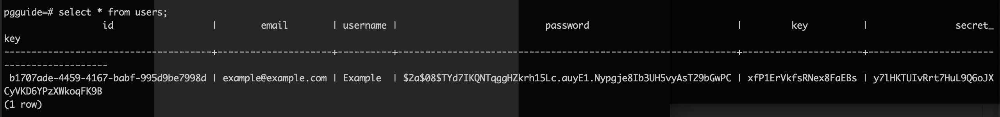 pgguide=# select * from users;
                  id                  |        email        | username |                           password                           |         key          |                secret_
key
--------------------------------------+---------------------+----------+--------------------------------------------------------------+----------------------+-----------------------
-------------------
 b1707ade-4459-4167-babf-995d9be7998d | example@example.com | Example  | $2a$08$TYd7IKQNTqggHZkrh15Lc.auyE1.Nypgje8Ib3UH5vyAsT29bGwPC | xfP1ErVkfsRNex8FaEBs | y7lHKTUIvRrt7HuL9Q6oJX
CyVKD6YPzXWkoqFK9B
(1 row)